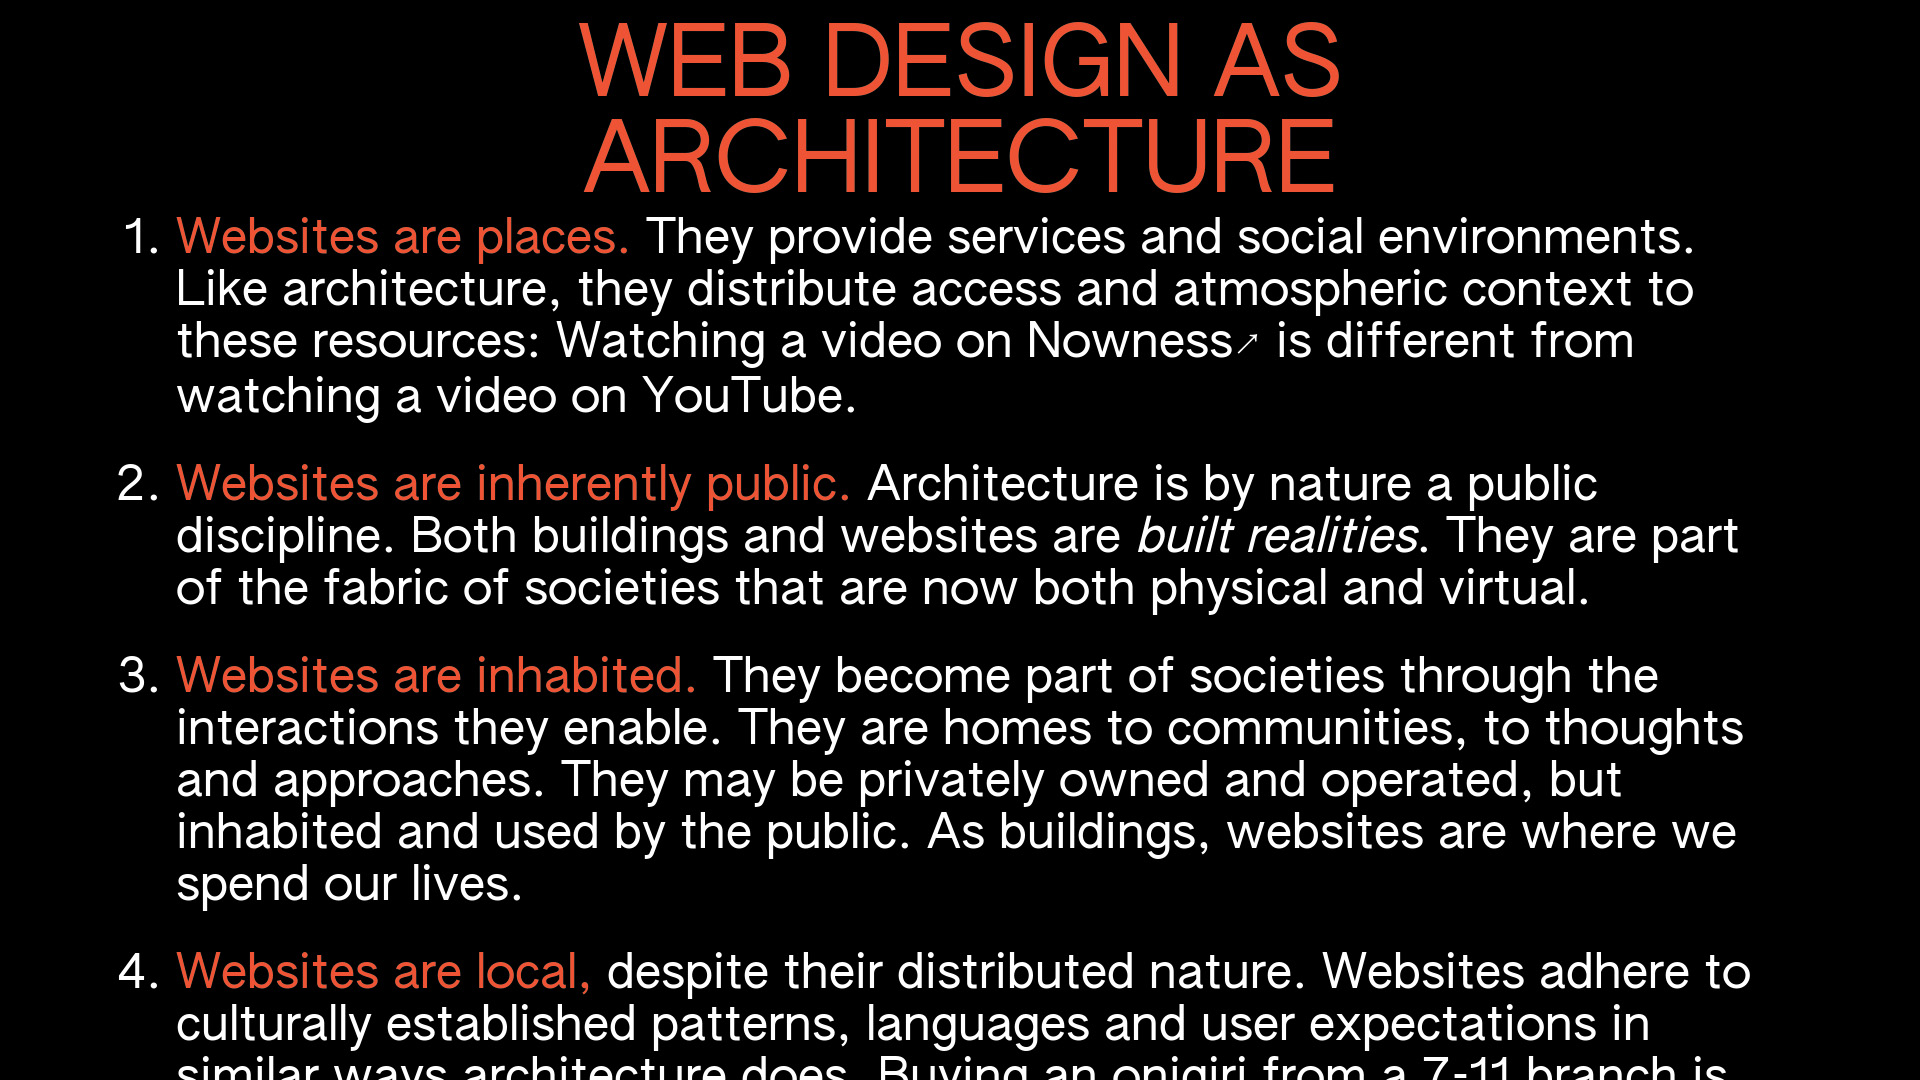 WEB DESIGN AS
ARCHITECTURE
1. Websites are places. They provide services and social environments.
Like architecture, they distribute access and atmospheric context to
these resources: Watching a video on Nowness↗ is different from
watching a video on YouTube.
2. Websites are inherently public. Architecture is by nature a public
discipline. Both buildings and websites are built realities. They are part
of the fabric of societies that are now both physical and virtual.
3. Websites are inhabited. They become part of societies through the
interactions they enable. They are homes to communities, to thoughts
and approaches. They may be privately owned and operated, but
inhabited and used by the public. As buildings, websites are where we
spend our lives.
4. Websites are local, despite their distributed nature. Websites adhere to
culturally established patterns, languages and user expectations in
similar ways architecture does. Buying an onigiri from a 7-11 branch is